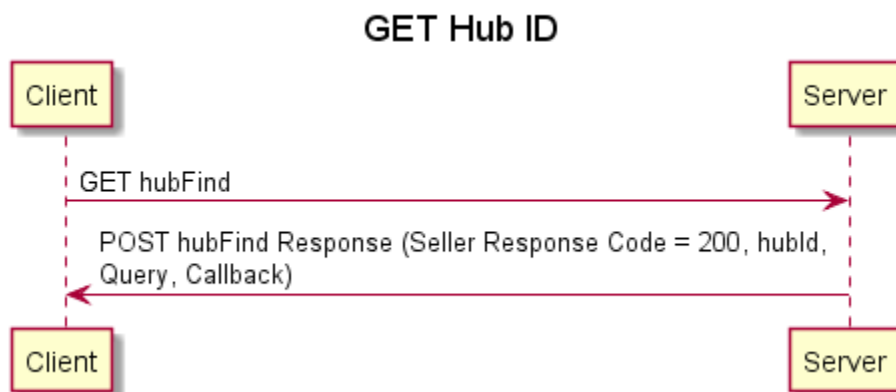 GET Hub ID
Client
Server
GET hubFind
POST hubFind Response (Seller Response Code = 200, hubId,
Query, Callback)
Client
Server